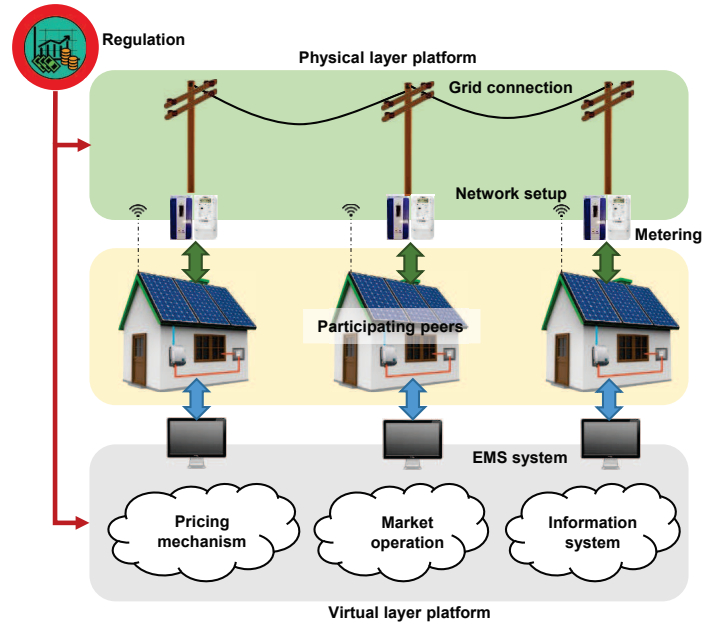 Regulation
Physical layer platform
Grid connection
Network setup
Metering
Participating peers
EMS system
Pricing
mechanism
Market
operation
Information
system
Virtual layer platform